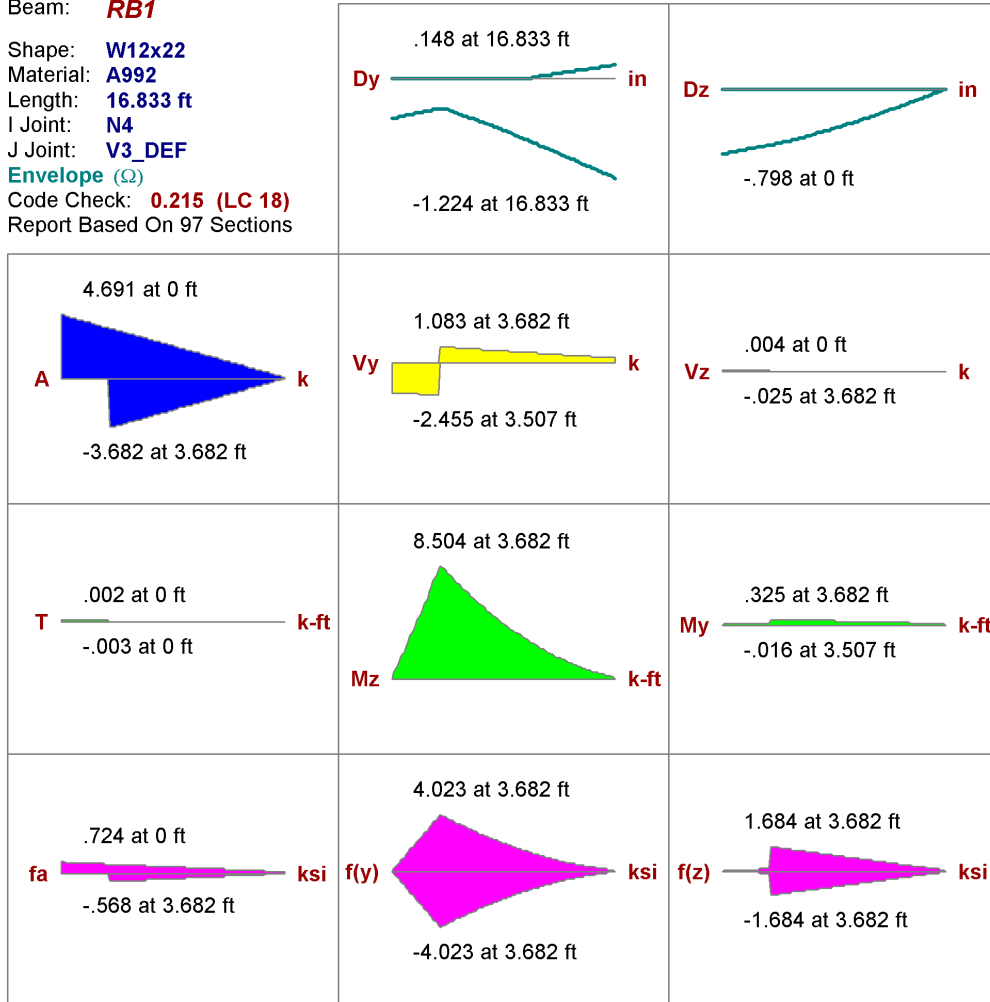 Beam: RB1
Shape: W12x22
Material: A992
Length: 16.833 ft
I Joint: N4
J Joint: V3_DEF
Envelope (Ω)
Code Check: 0.215 (LC 18)
Report Based On 97 Sections
.148 at 16.833 ft
Dy in
-1.224 at 16.833 ft
Dz in
-.798 at 0 ft
4.691 at 0 ft
A k
-3.682 at 3.682 ft
1.083 at 3.682 ft
Vy k
-2.455 at 3.507 ft
.004 at 0 ft
Vz k
-.025 at 3.682 ft
.002 at 0 ft
T k-ft
-.003 at 0 ft
8.504 at 3.682 ft
Mz k-ft
.325 at 3.682 ft
My k-ft
-.016 at 3.507 ft
.724 at 0 ft
fa ksi
-.568 at 3.682 ft
4.023 at 3.682 ft
f(y) ksi
-4.023 at 3.682 ft
1.684 at 3.682 ft
f(z) ksi
-1.684 at 3.682 ft